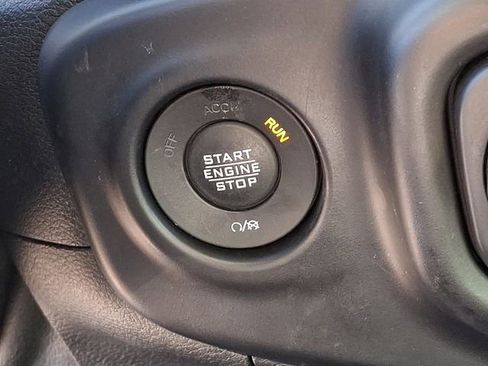 OFF
ACC
RUN
START
ENGINE
STOP